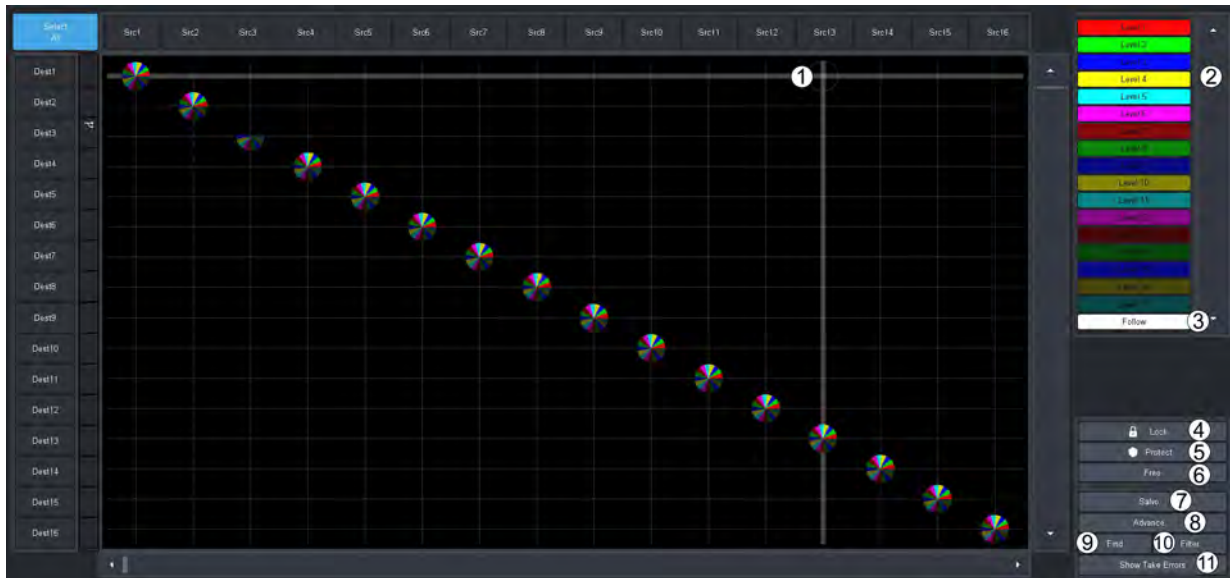 Select
All
Src1 Src2 Src3 Src4 Src5 Src6 Src7 Src8 Src9 Src10 Src11 Src12 Src13 Src14 Src15 Src16
Dest1
Dest2
Dest3
Dest4
Dest5
Dest6
Dest7
Dest8
Dest9
Dest10
Dest11
Dest12
Dest13
Dest14
Dest15
Dest16
1
Level 2
2
Level 4
Level 5
Level 10
Level 11
Follow 3
Lock 4
Protect 5
Free 6
Salvo 7
Advance 8
9 Find 10 Filter
Show Take Errors 11